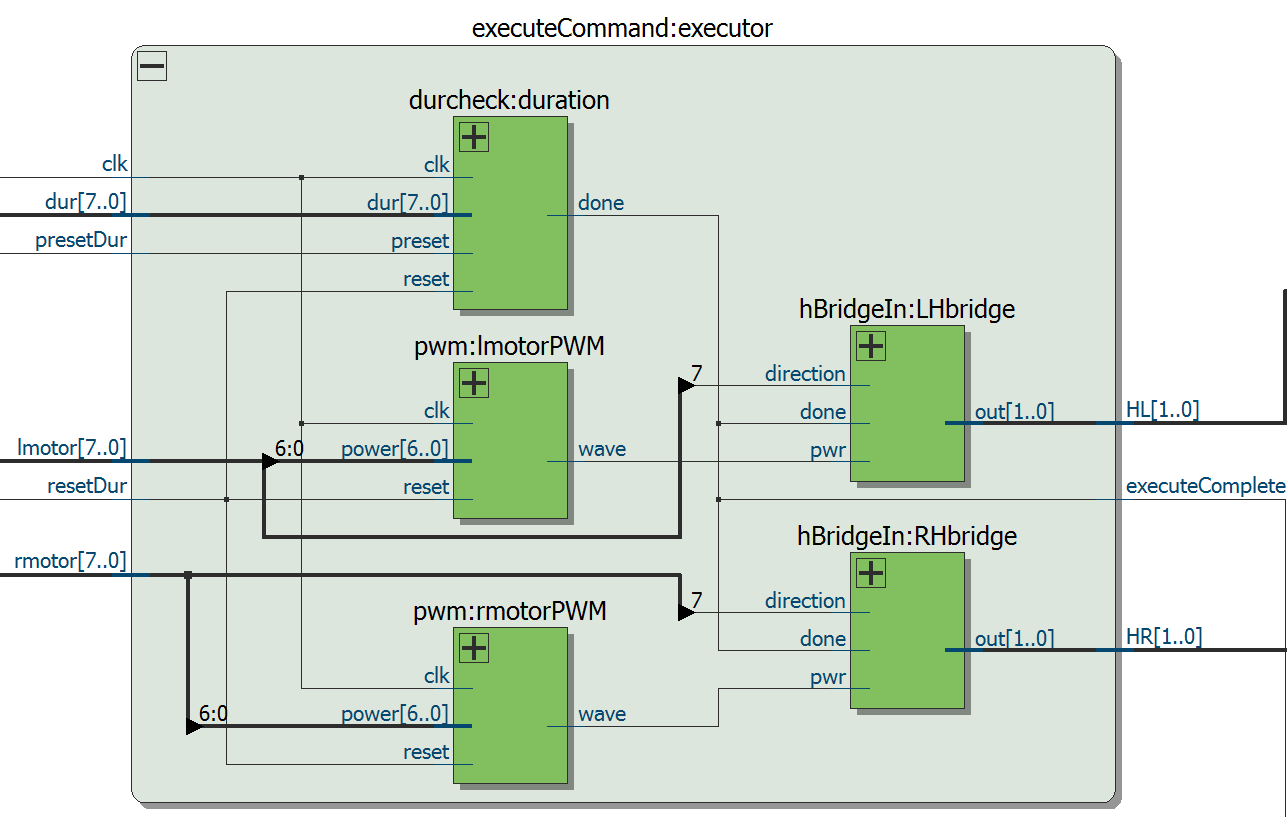 executeCommand:executor
durcheck:duration
clk
clk
dur[7..0]
dur[7..0]
done
presetDur
preset
reset
hBridgeIn:LHbridge
pwm:lmotorPWM
7
direction
clk
done
out[1..0]
HL[1..0]
lmotor[7..0]
6:0
power[6..0]
wave
pwr
resetDur
reset
executeComplete
hBridgeIn:RHbridge
rmotor[7..0]
7
direction
pwm:rmotorPWM
done
out[1..0]
HR[1..0]
clk
pwr
6:0
power[6..0]
wave
reset